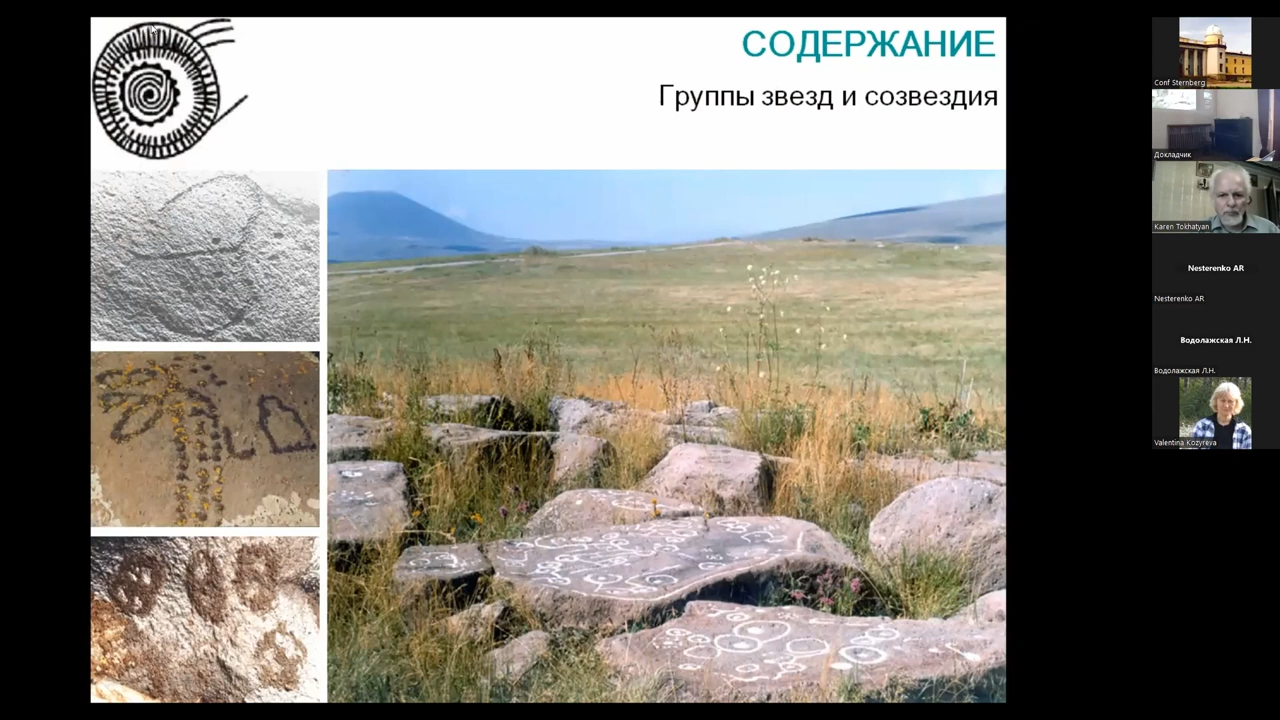 СОДЕРЖАНИЕ
Группы звезд и созвездия
Conf Sternberg
Докладчик
Karen Tokhatyan
Nesterenko AR
Nesterenko AR
Водолажская Л.Н.
Водолажская Л.Н.
Valentina Kozyreva